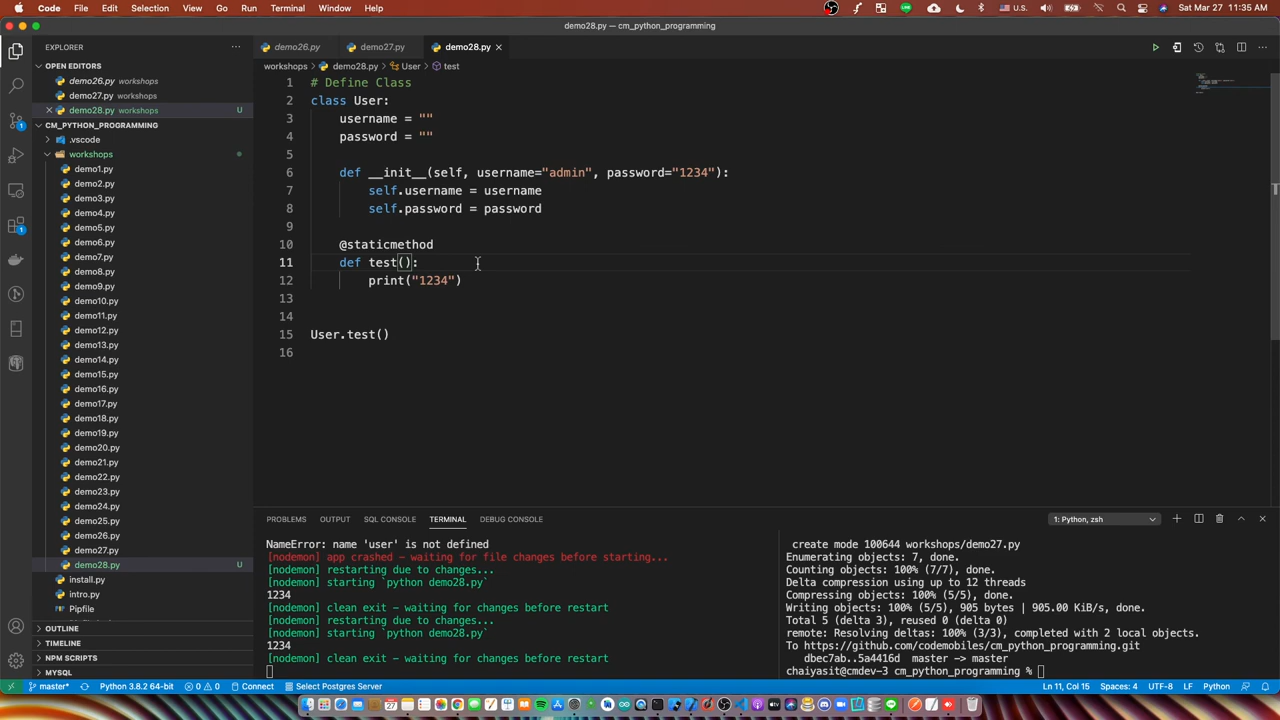 Code File Edit Selection View Go Run Terminal Window Help U.S. Sat Mar 27 11:35 AM
demo28.py — cm_python_programming
EXPLORER
OPEN EDITORS
demo26.py workshops
demo27.py workshops
demo28.py workshops U
CM_PYTHON_PROGRAMMING
.vscode
workshops
demo1.py
demo2.py
demo3.py
demo4.py
demo5.py
demo6.py
demo7.py
demo8.py
demo9.py
demo10.py
demo11.py
demo12.py
demo13.py
demo14.py
demo15.py
demo16.py
demo17.py
demo18.py
demo19.py
demo20.py
demo21.py
demo22.py
demo23.py
demo24.py
demo25.py
demo26.py
demo27.py
demo28.py U
install.py
intro.py
Pipfile
OUTLINE
TIMELINE
NPM SCRIPTS
MYSQL
demo26.py demo27.py demo28.py
workshops > demo28.py > User > test
1 # Define Class
2 class User:
3 username = ""
4 password = ""
5
6 def __init__(self, username="admin", password="1234"):
7 self.username = username
8 self.password = password
9
10 @staticmethod
11 def test():
12 print("1234")
13
14
15 User.test()
16
PROBLEMS OUTPUT SQL CONSOLE TERMINAL DEBUG CONSOLE 1: Python, zsh
NameError: name 'user' is not defined
[nodemon] app crashed - waiting for file changes before starting...
[nodemon] restarting due to changes...
[nodemon] starting `python demo28.py`
1234
[nodemon] clean exit - waiting for changes before restart
[nodemon] restarting due to changes...
[nodemon] starting `python demo28.py`
1234
[nodemon] clean exit - waiting for changes before restart
create mode 100644 workshops/demo27.py
Enumerating objects: 7, done.
Counting objects: 100% (7/7), done.
Delta compression using up to 12 threads
Compressing objects: 100% (5/5), done.
Writing objects: 100% (5/5), 905 bytes | 905.00 KiB/s, done.
Total 5 (delta 3), reused 0 (delta 0)
remote: Resolving deltas: 100% (3/3), completed with 2 local objects.
To https://github.com/codemobiles/cm_python_programming.git
dbec7ab..5a4416d master -> master
chaiyasit@cmdev-3 cm_python_programming %
master* Python 3.8.2 64-bit 0 0 Connect Select Postgres Server Ln 11, Col 15 Spaces: 4 UTF-8 LF Python